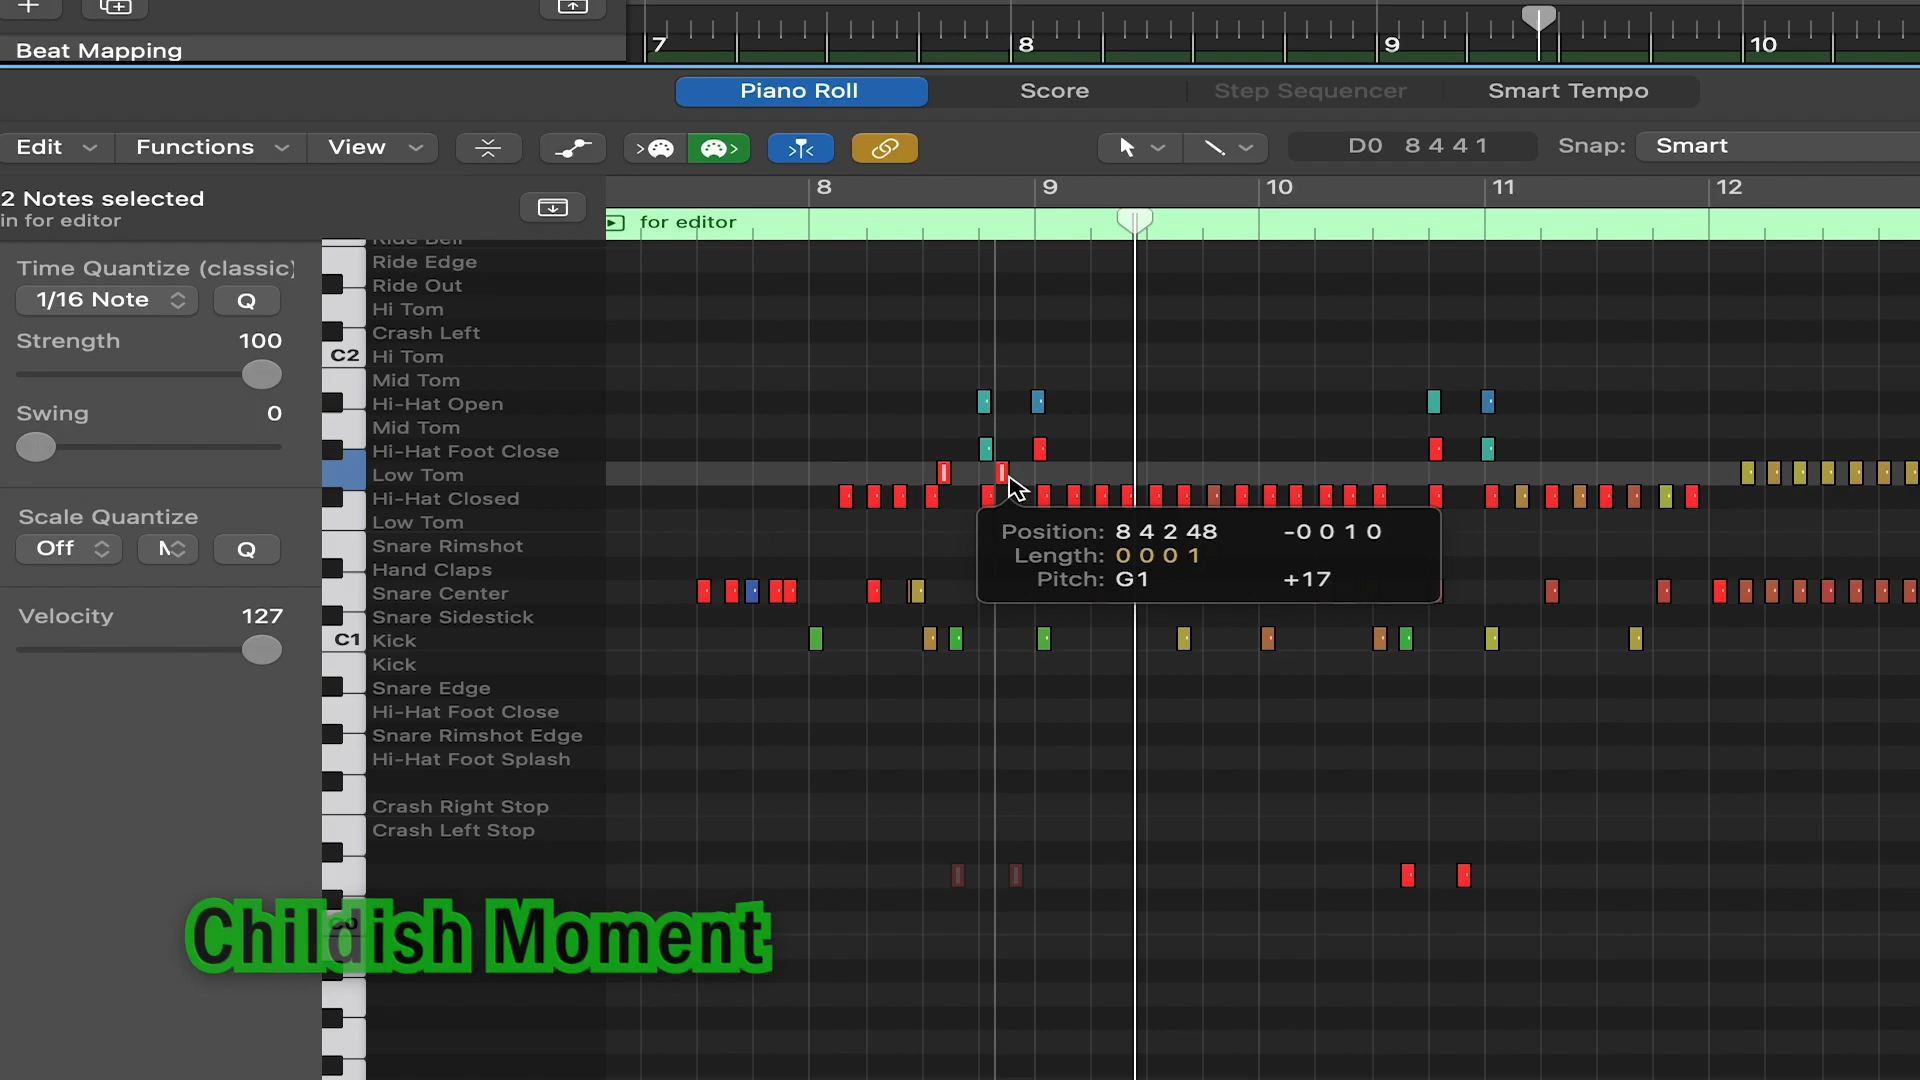 Beat Mapping
7 8 9 10
Piano Roll Score Step Sequencer Smart Tempo
Edit Functions View D0 8 4 4 1 Snap: Smart
2 Notes selected
in for editor
8 9 10 11 12
for editor
Time Quantize (classic)
1/16 Note Q
Strength 100
Swing 0
Scale Quantize
Off Q
Velocity 127
Ride Bell
Ride Edge
Ride Out
Hi Tom
Crash Left
C2 Hi Tom
Mid Tom
Hi-Hat Open
Mid Tom
Hi-Hat Foot Close
Low Tom
Hi-Hat Closed
Low Tom
Snare Rimshot
Hand Claps
Snare Center
Snare Sidestick
C1 Kick
Kick
Snare Edge
Hi-Hat Foot Close
Snare Rimshot Edge
Hi-Hat Foot Splash
Crash Right Stop
Crash Left Stop
C0
Position: 8 4 2 48 -0 0 1 0
Length: 0 0 0 1
Pitch: G1 +17
Childish Moment